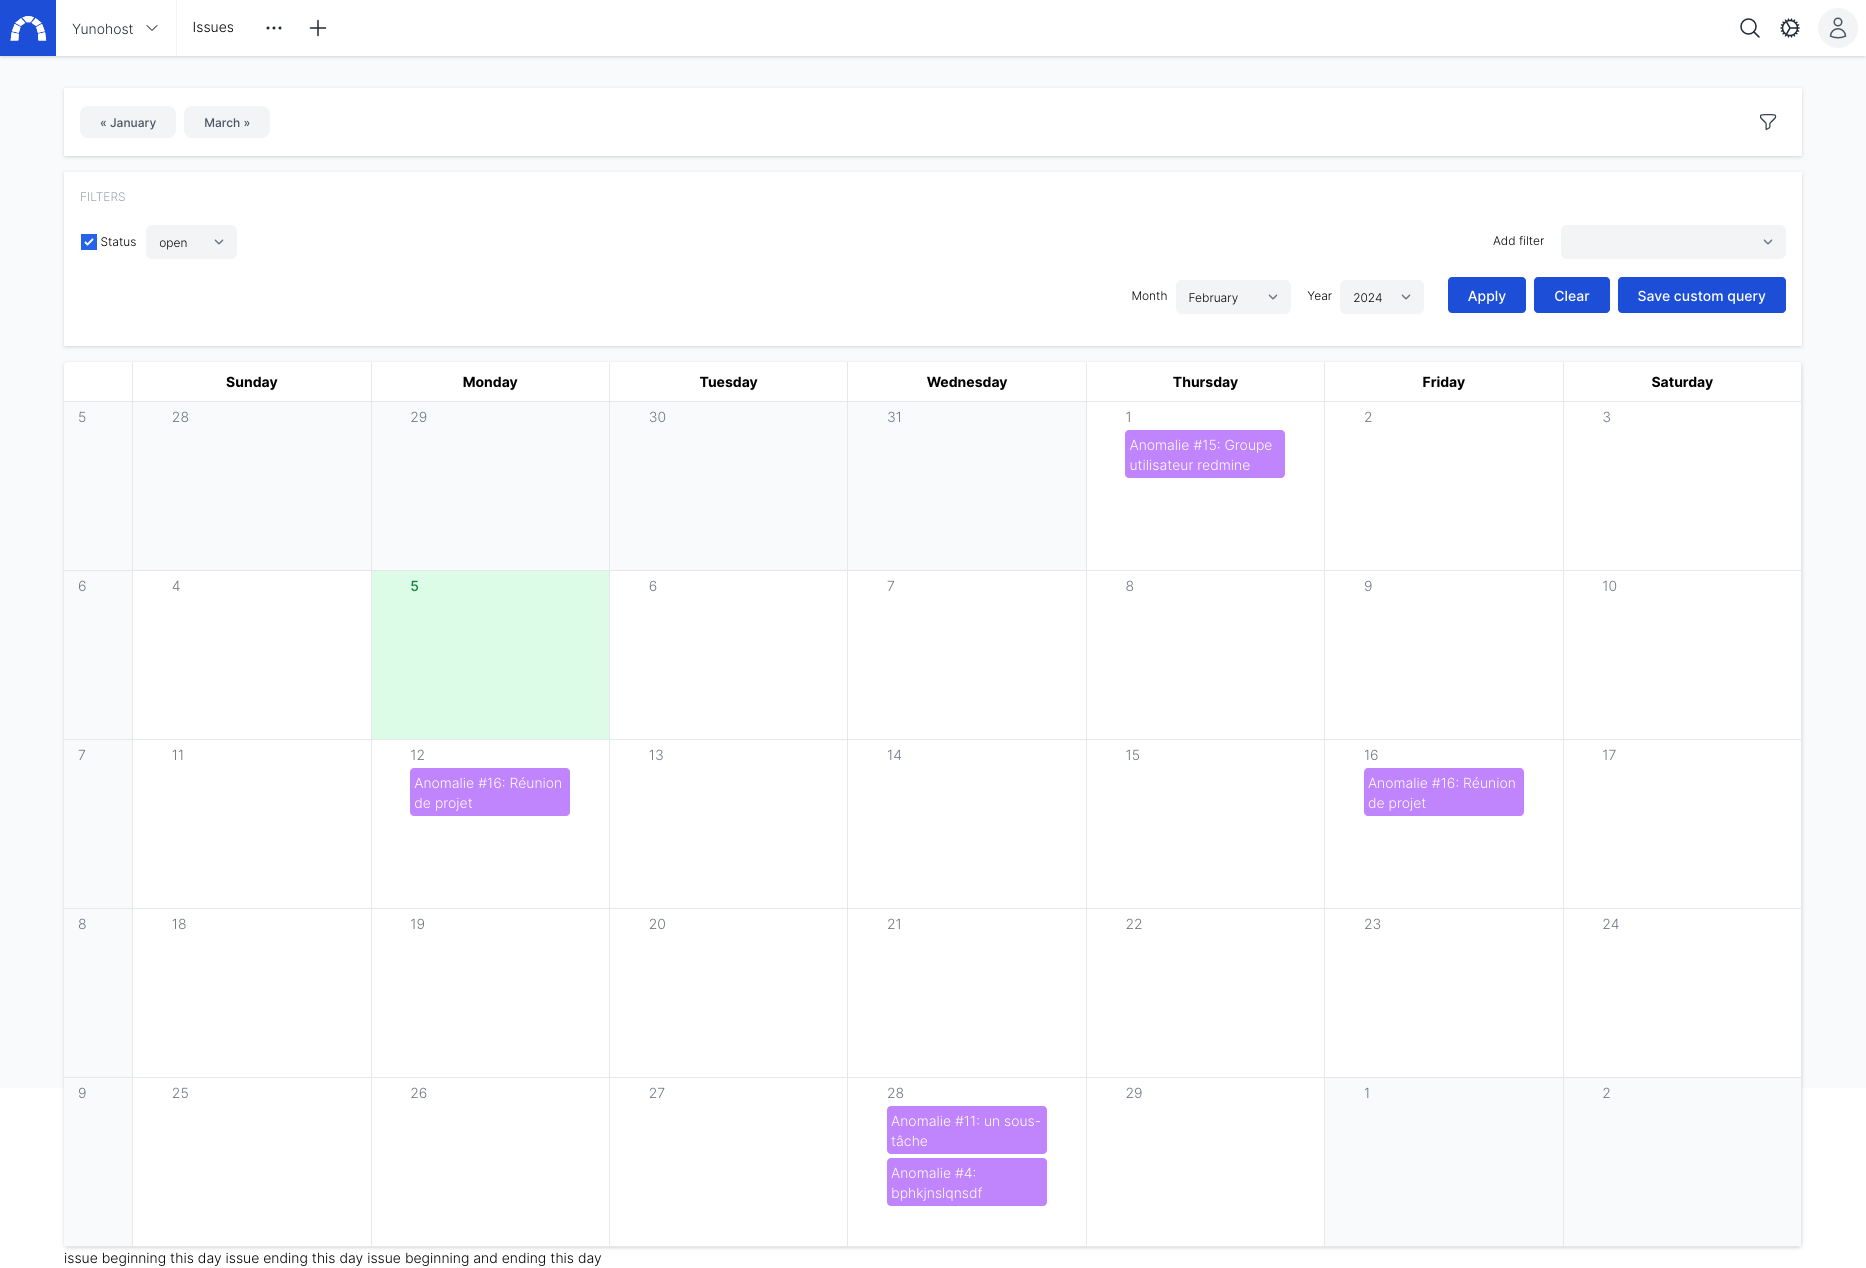 Yunohost
Issues
« January
March »
FILTERS
Status
open
Add filter
Month
February
Year
2024
Apply
Clear
Save custom query
Sunday Monday Tuesday Wednesday Thursday Friday Saturday
5 28 29 30 31 1 2 3
Anomalie #15: Groupe
utilisateur redmine
6 4 5 6 7 8 9 10
7 11 12 13 14 15 16 17
Anomalie #16: Réunion
de projet
Anomalie #16: Réunion
de projet
8 18 19 20 21 22 23 24
9 25 26 27 28 29 1 2
Anomalie #11: un sous-
tâche
Anomalie #4:
bphkjnslqnsdf
issue beginning this day issue ending this day issue beginning and ending this day